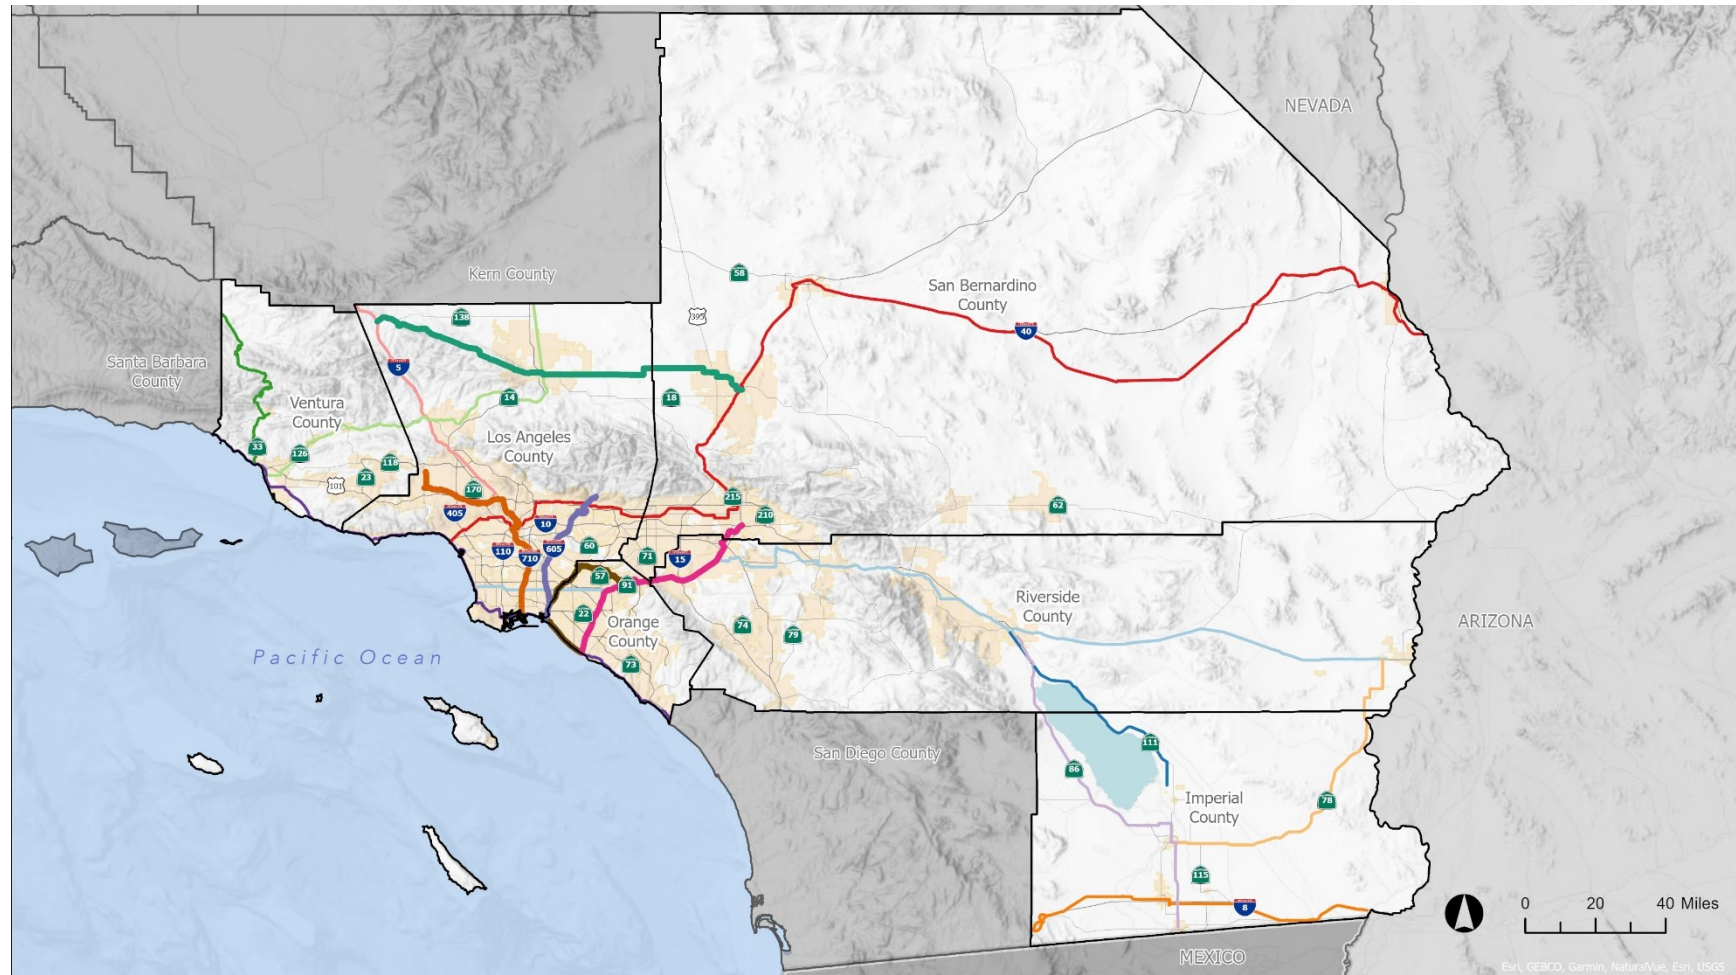 NEVADA
Kern County
58
San Bernardino
County
395
138
40
5
Santa Barbara
County
14
18
Ventura
County
Los Angeles
County
33
126
118
23
101
170
215
405
10
210
62
110
710
605
60
71
15
57
91
22
Orange
County
74
79
Riverside
County
ARIZONA
73
Pacific Ocean
San Diego County
111
86
Imperial
County
78
115
8
0 20 40 Miles
MEXICO
Esri, GEBCO, Garmin, NaturalVue, Esri, USGS